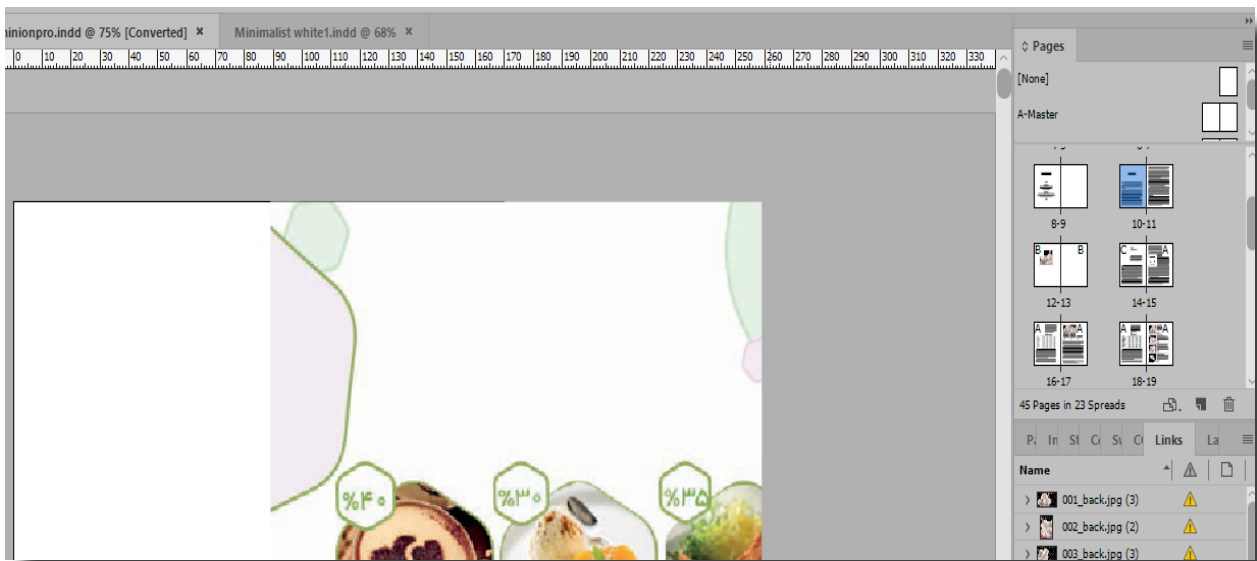 inionpro.indd @ 75% [Converted] × Minimalist white1.indd @ 68% ×
0 10 20 30 40 50 60 70 80 90 100 110 120 130 140 150 160 170 180 190 200 210 220 230 240 250 260 270 280 290 300 310 320 330
Pages
[None]
A-Master
8-9 10-11
B B C A
12-13 14-15
A A A A
16-17 18-19
45 Pages in 23 Spreads
Links La
Name
001_back.jpg (3)
002_back.jpg (2)
003_back.jpg (3)
%۴۰ %۳۰ %۳۵